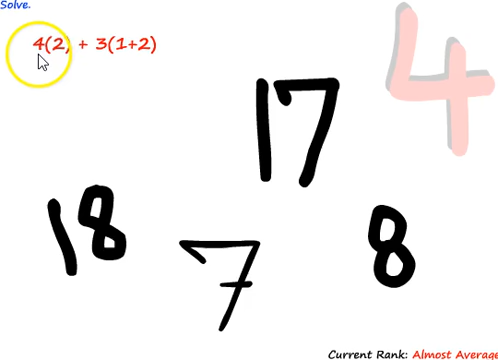 Solve.
4(2) + 3(1+2)
4
17
18
7
8
Current Rank: Almost Average